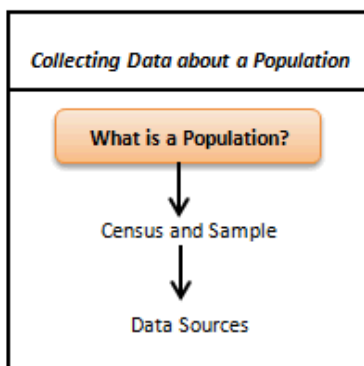 Collecting Data about a Population
What is a Population?
Census and Sample
Data Sources